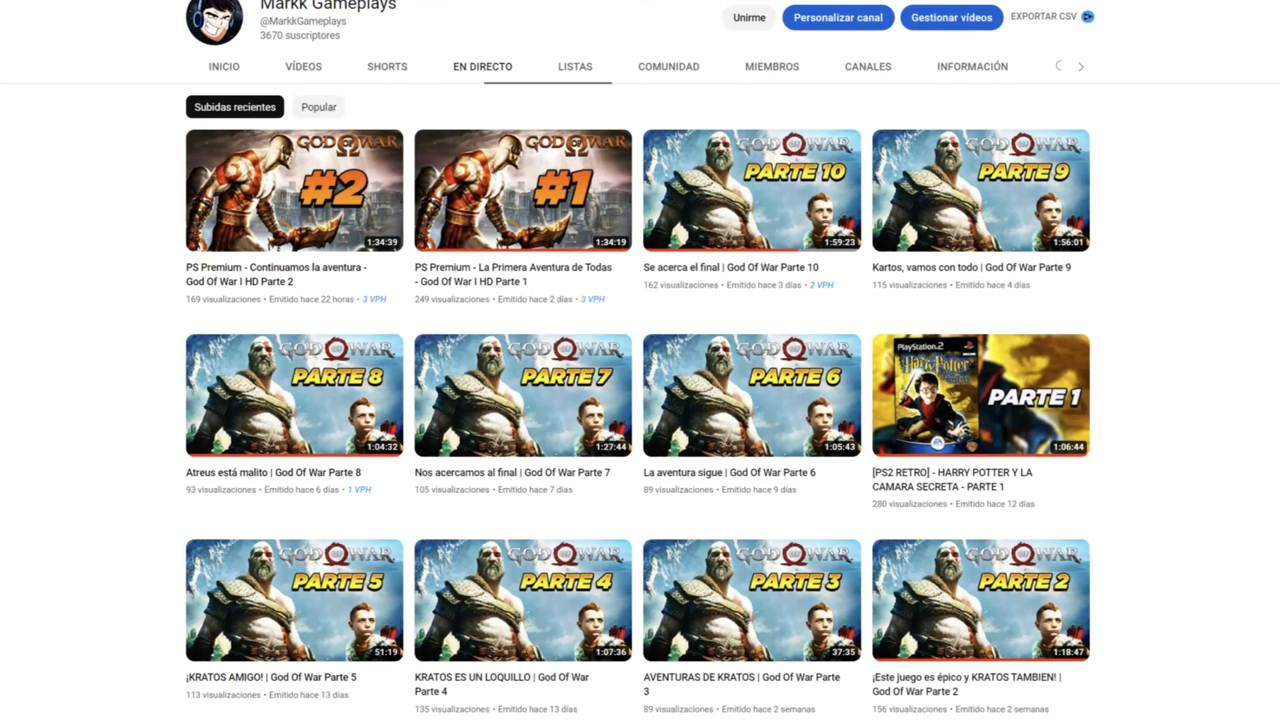 Markk Gameplays
@MarkkGameplays
3670 suscriptores
Unirme
Personalizar canal
Gestionar vídeos
EXPORTAR CSV
INICIO
VÍDEOS
SHORTS
EN DIRECTO
LISTAS
COMUNIDAD
MIEMBROS
CANALES
INFORMACIÓN
Subidas recientes
Popular
GOD OF WAR
#2
1:34:39
GOD OF WAR
#1
1:34:19
GOD OF WAR
PARTE 10
1:59:23
GOD OF WAR
PARTE 9
1:56:01
PS Premium - Continuamos la aventura -
God Of War I HD Parte 2
169 visualizaciones • Emitido hace 22 horas • 3 VPH
PS Premium - La Primera Aventura de Todas
- God Of War I HD Parte 1
249 visualizaciones • Emitido hace 2 días • 3 VPH
Se acerca el final | God Of War Parte 10
162 visualizaciones • Emitido hace 3 días • 2 VPH
Kartos, vamos con todo | God Of War Parte 9
115 visualizaciones • Emitido hace 4 días
GOD OF WAR
PARTE 8
1:04:32
GOD OF WAR
PARTE 7
1:27:44
GOD OF WAR
PARTE 6
1:05:43
PlayStation.2
Harry Potter
EA
PARTE 1
1:06:44
Atreus está malito | God Of War Parte 8
93 visualizaciones • Emitido hace 6 días • 1 VPH
Nos acercamos al final | God Of War Parte 7
105 visualizaciones • Emitido hace 7 días
La aventura sigue | God Of War Parte 6
89 visualizaciones • Emitido hace 9 días
[PS2 RETRO] - HARRY POTTER Y LA
CAMARA SECRETA - PARTE 1
280 visualizaciones • Emitido hace 12 días
GOD OF WAR
PARTE 5
51:19
GOD OF WAR
PARTE 4
1:07:36
GOD OF WAR
PARTE 3
37:35
GOD OF WAR
PARTE 2
1:18:47
¡KRATOS AMIGO! | God Of War Parte 5
113 visualizaciones • Emitido hace 13 días
KRATOS ES UN LOQUILLO | God Of War
Parte 4
135 visualizaciones • Emitido hace 13 días
AVENTURAS DE KRATOS | God Of War Parte
3
89 visualizaciones • Emitido hace 2 semanas
¡Este juego es épico y KRATOS TAMBIEN! |
God Of War Parte 2
156 visualizaciones • Emitido hace 2 semanas